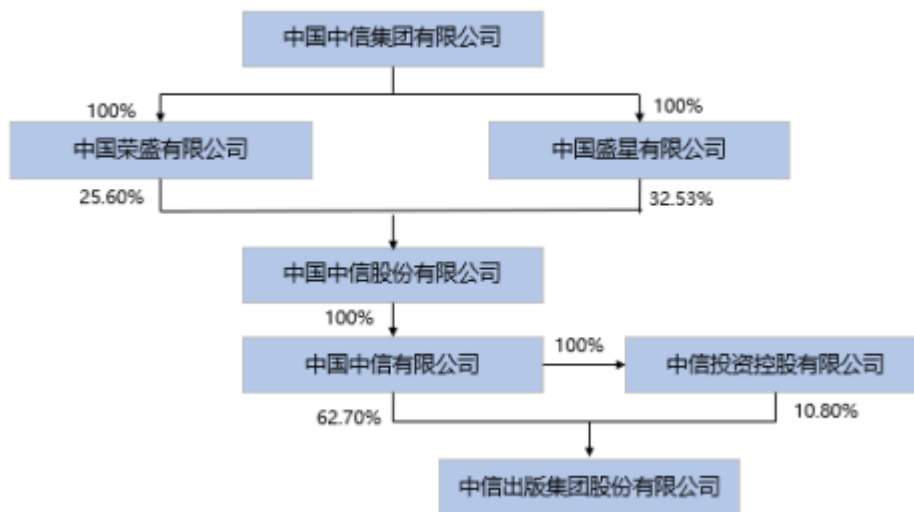 中国中信集团有限公司
100%
100%
中国荣盛有限公司
中国盛星有限公司
25.60%
32.53%
中国中信股份有限公司
100%
中国中信有限公司
100%
中信投资控股有限公司
62.70%
10.80%
中信出版集团股份有限公司